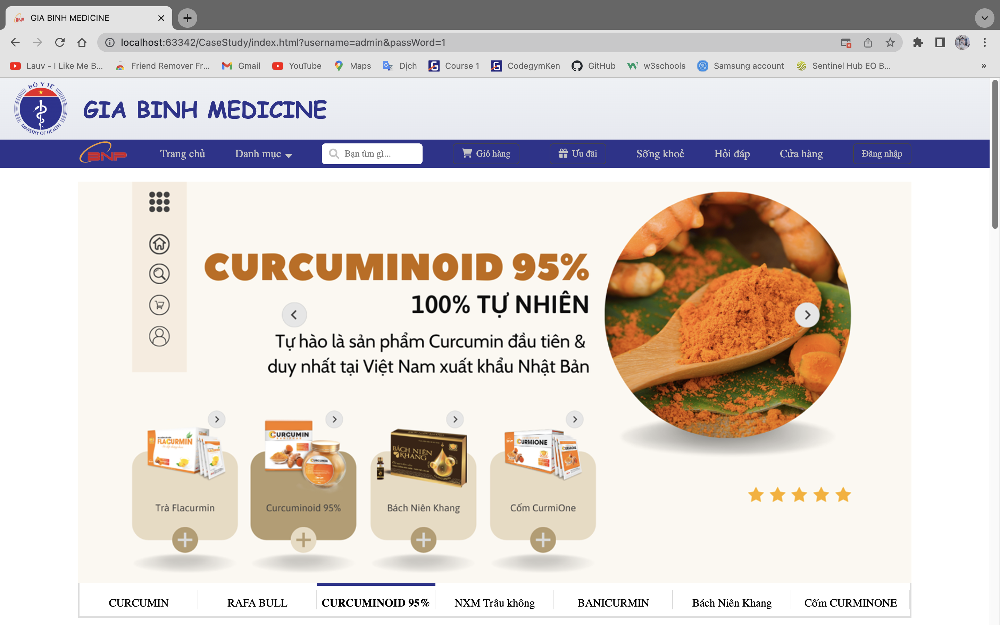 GIA BINH MEDICINE
localhost:63342/CaseStudy/index.html?username=admin&passWord=1
Lauv - I Like Me B...
Friend Remover Fr...
Gmail
YouTube
Maps
Dịch
Course 1
CodegymKen
GitHub
w3schools
Samsung account
Sentinel Hub EO B...
»
BỘ Y TẾ
MINISTRY OF HEALTH
GIA BINH MEDICINE
BNP
Trang chủ
Danh mục
Bạn tìm gì...
Giỏ hàng
Ưu đãi
Sống khoẻ
Hỏi đáp
Cửa hàng
Đăng nhập
CURCUMINOID 95%
100% TỰ NHIÊN
Tự hào là sản phẩm Curcumin đầu tiên &
duy nhất tại Việt Nam xuất khẩu Nhật Bản
FLACURMIN
CURCUMIN
CURCUMIN
BÁCH NIÊN
KHANG
CURCUMIN
CURMIONE
CURMIONE
Trà Flacurmin
Curcuminoid 95%
Bách Niên Khang
Cốm CurmiOne
CURCUMIN
RAFA BULL
CURCUMINOID 95%
NXM Trầu không
BANICURMIN
Bách Niên Khang
Cốm CURMINONE